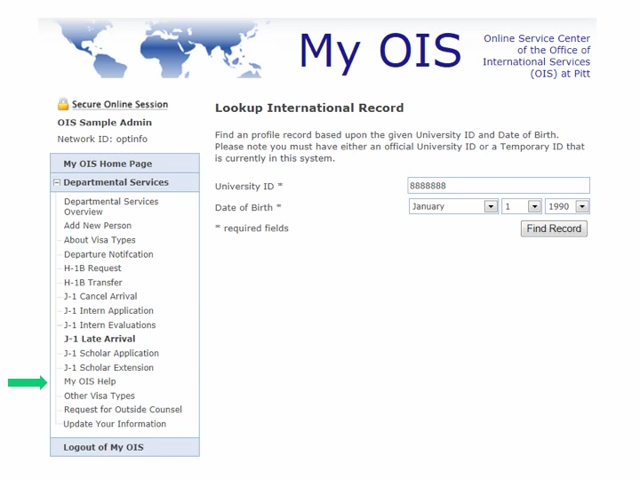 My OIS
Online Service Center
of the Office of
International Services
(OIS) at Pitt
Secure Online Session
OIS Sample Admin
Network ID: optinfo
My OIS Home Page
Departmental Services
Departmental Services
Overview
Add New Person
About Visa Types
Departure Notifcation
H-1B Request
H-1B Transfer
J-1 Cancel Arrival
J-1 Intern Application
J-1 Intern Evaluations
J-1 Late Arrival
J-1 Scholar Application
J-1 Scholar Extension
My OIS Help
Other Visa Types
Request for Outside Counsel
Update Your Information
Logout of My OIS
Lookup International Record
Find an profile record based upon the given University ID and Date of Birth.
Please note you must have either an official University ID or a Temporary ID that
is currently in this system.
University ID * 8888888
Date of Birth * January 1 1990
* required fields Find Record